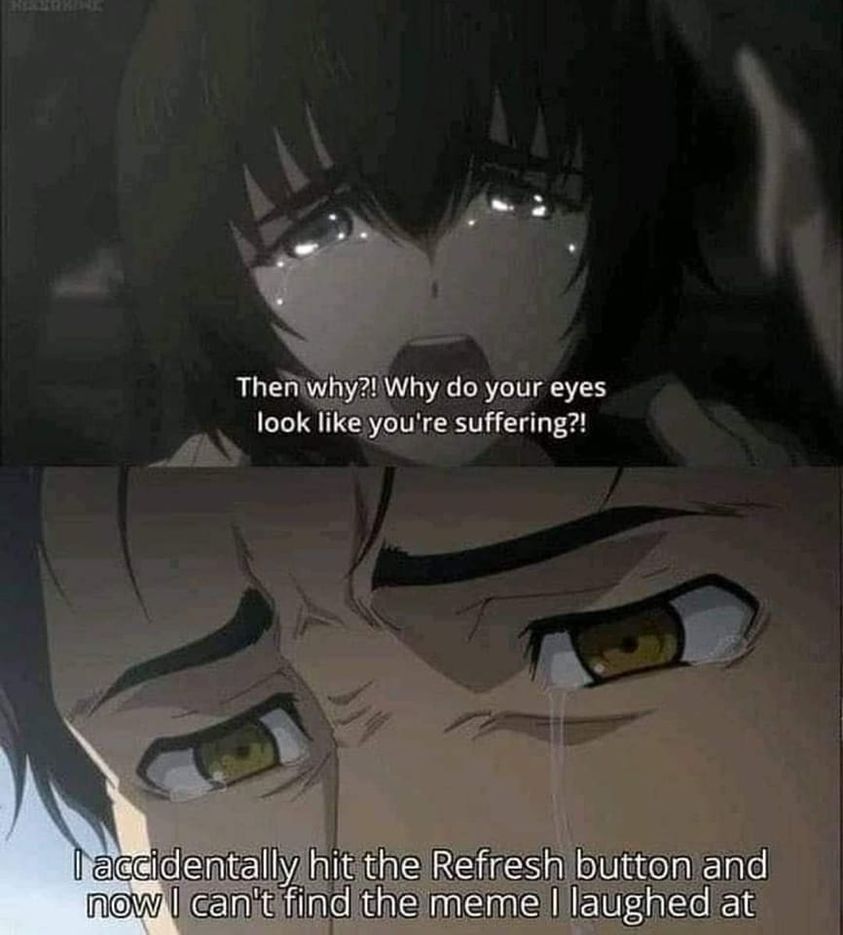 Then why?! Why do your eyes
look like you're suffering?!
I accidentally hit the Refresh button and
now I can't find the meme I laughed at